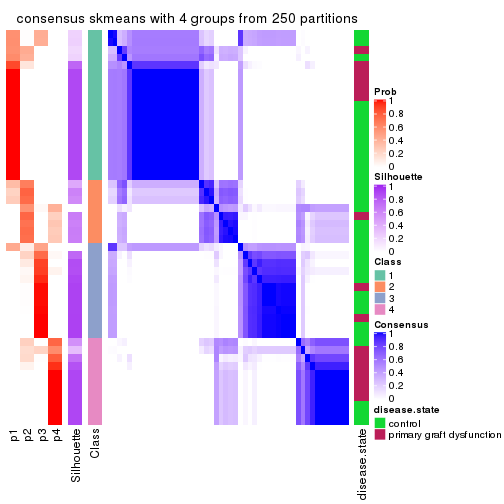 consensus skmeans with 4 groups from 250 partitions
Prob
1
0.8
0.6
0.4
0.2
0
Silhouette
1
0.8
0.6
0.4
0.2
0
Class
1
2
3
4
Consensus
1
0.8
0.6
0.4
0.2
0
disease.state
control
primary graft dysfunction
p1
p2
p3
p4
Silhouette
Class
disease.state